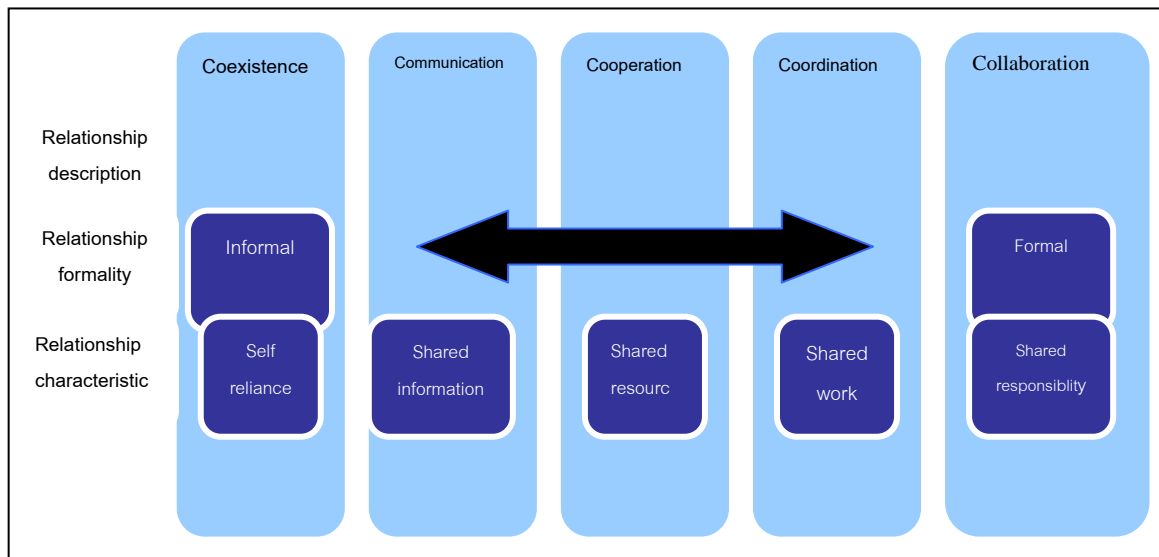 Coexistence
Communication
Cooperation
Coordination
Collaboration
Relationship
description
Relationship
formality
Informal
Formal
Relationship
characteristic
Self
reliance
Shared
information
Shared
resourc
Shared
work
Shared
responsiblity